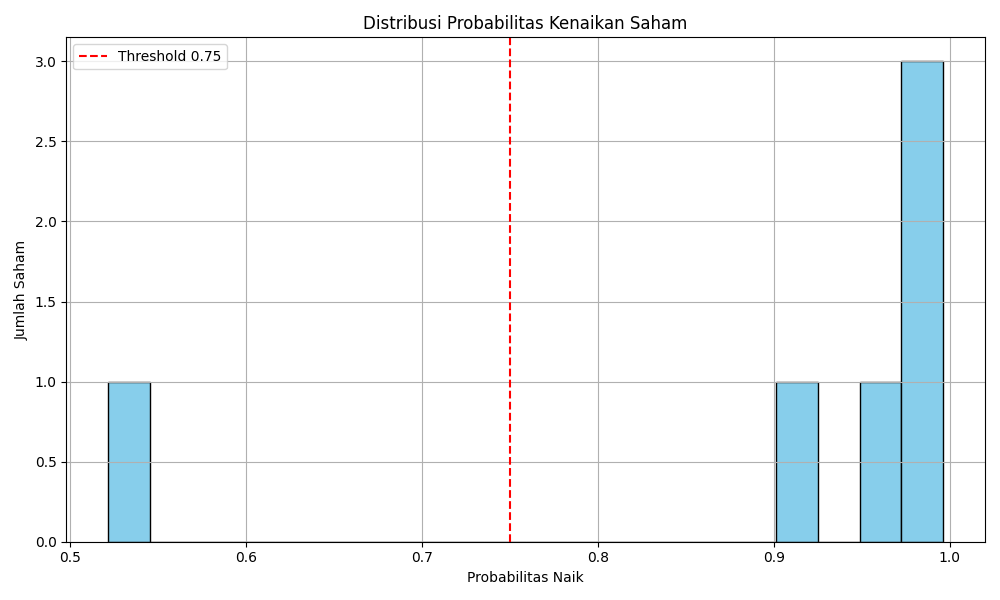 Distribusi Probabilitas Kenaikan Saham
Threshold 0.75
Jumlah Saham
3.0
2.5
2.0
1.5
1.0
0.5
0.0
0.5 0.6 0.7 0.8 0.9 1.0
Probabilitas Naik